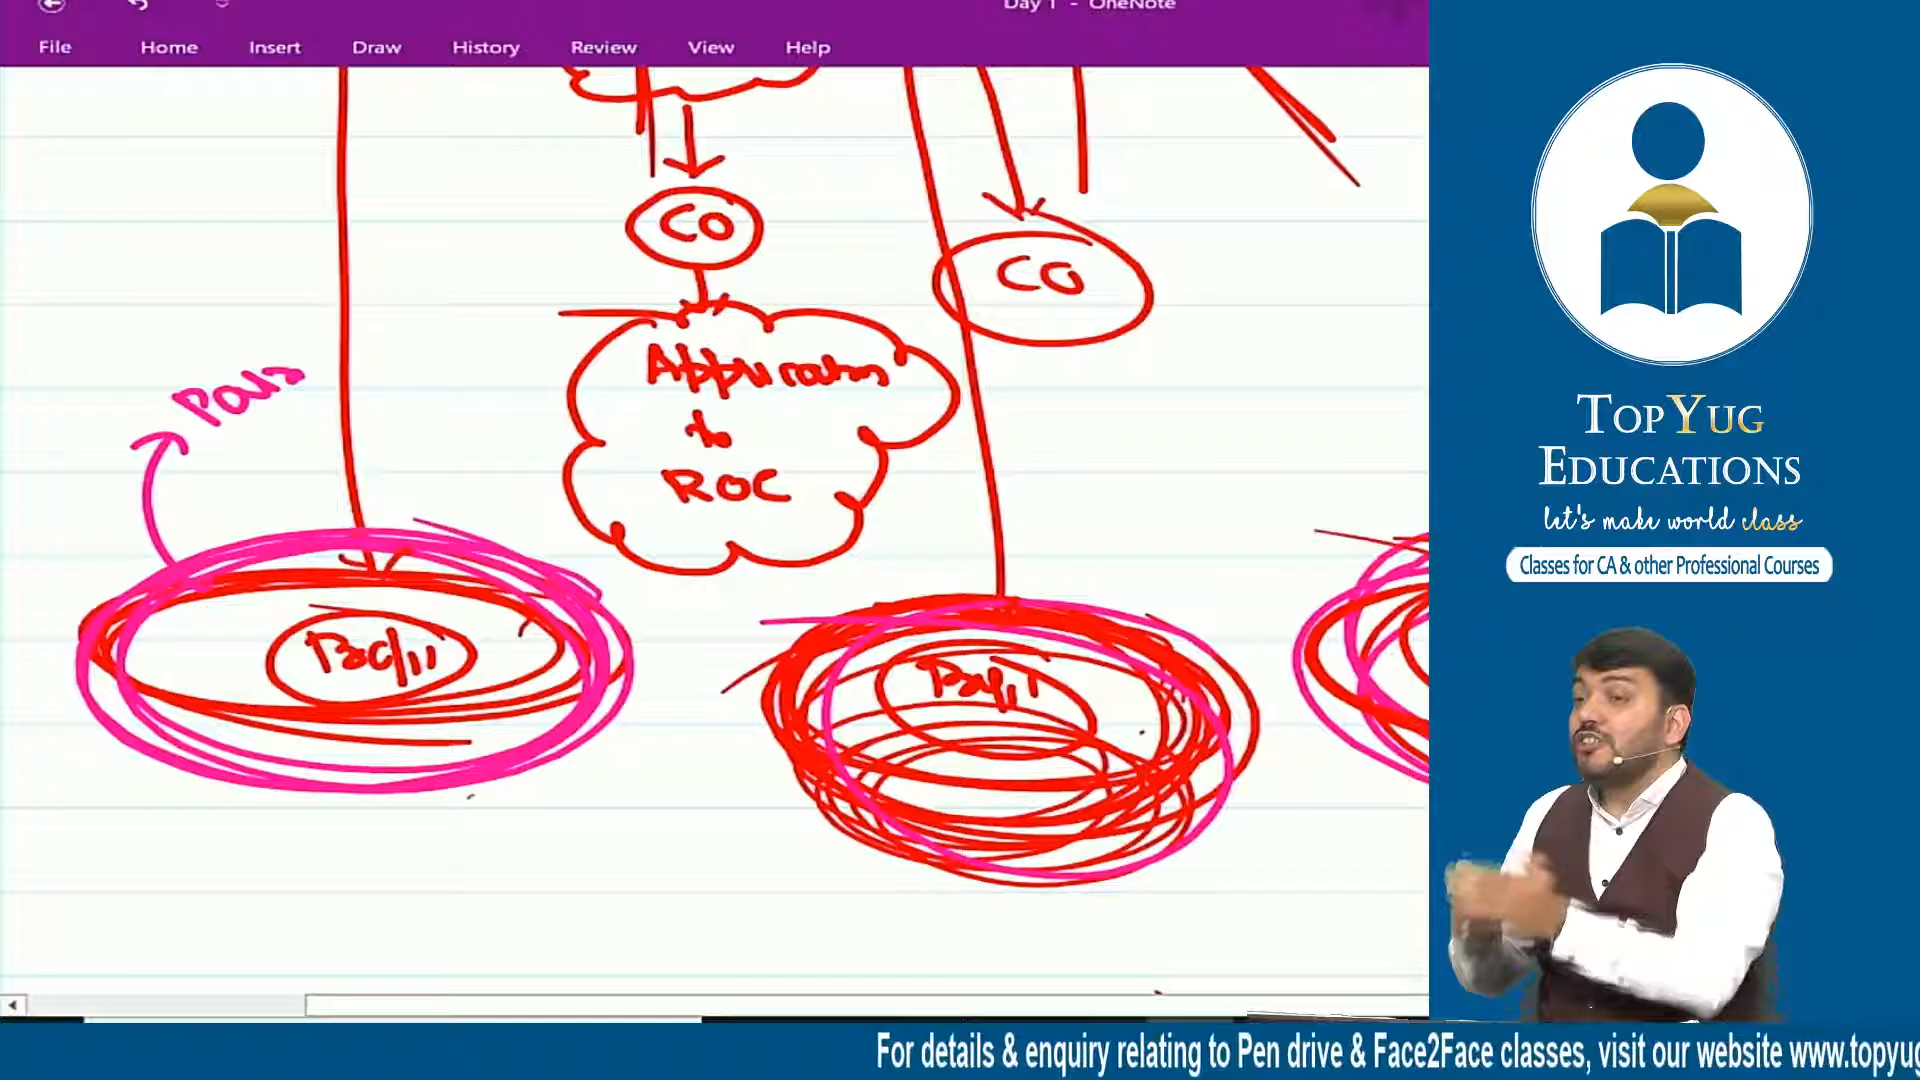 Day 1 - OneNote
File Home Insert Draw History Review View Help
CO
CO
Application
to
ROC
TOPYUG
EDUCATIONS
let's make world class
Classes for CA & other Professional Courses
For details & enquiry relating to Pen drive & Face2Face classes, visit our website www.topyug